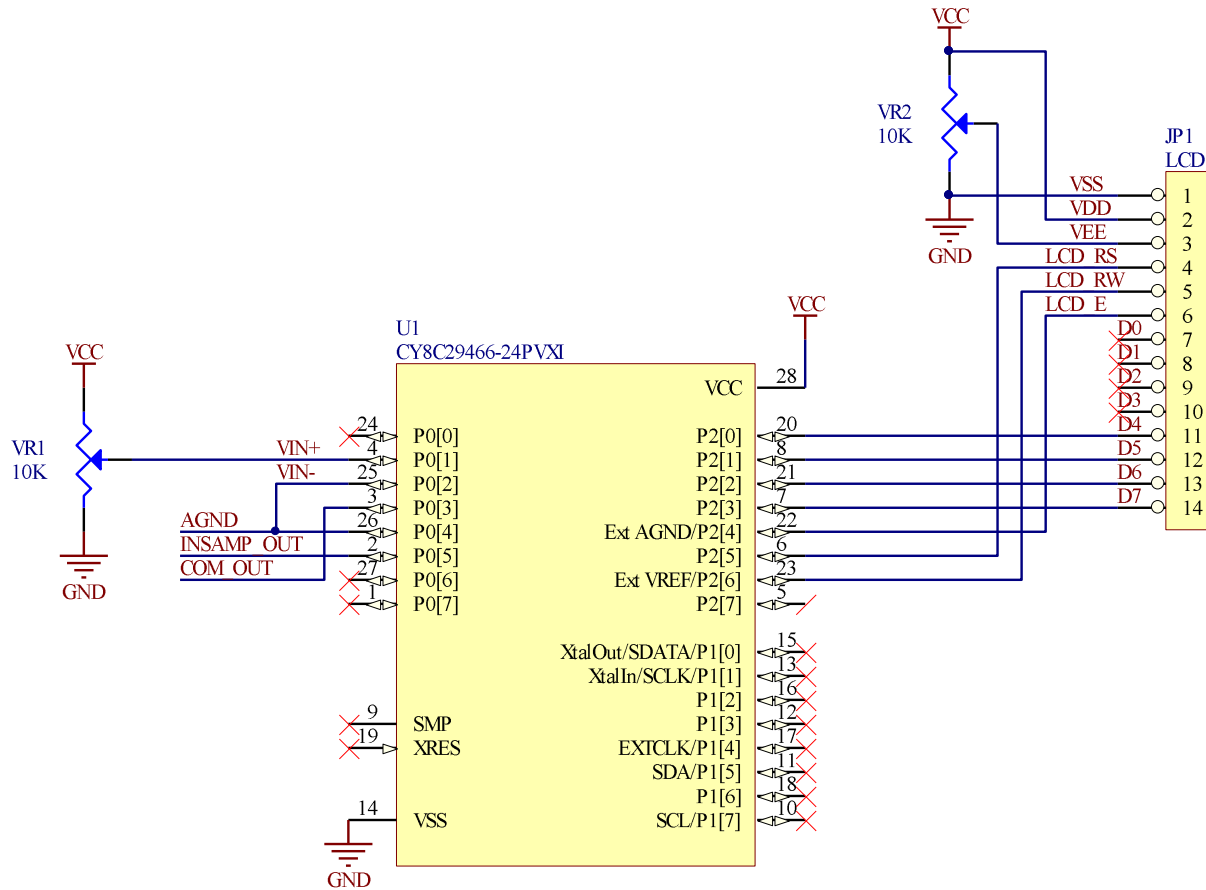 VCC
VR2
10K
JP1
LCD
VSS
1
VDD
2
VEE
3
GND
LCD_RS
4
LCD_RW
5
LCD_E
6
D0
7
D1
8
D2
9
D3
10
D4
11
D5
12
D6
13
D7
14
VCC
U1
CY8C29466-24PVXI
VCC
VR1
10K
GND
VIN+
VIN-
AGND
INSAMP_OUT
COM_OUT
24 P0[0]
4 P0[1]
25 P0[2]
3 P0[3]
26 P0[4]
2 P0[5]
27 P0[6]
1 P0[7]
9 SMP
19 XRES
14 VSS
GND
VCC 28
P2[0] 20
P2[1] 8
P2[2] 21
P2[3] 7
Ext AGND/P2[4] 22
P2[5] 6
Ext VREF/P2[6] 23
P2[7] 5
XtalOut/SDATA/P1[0] 15
XtalIn/SCLK/P1[1] 13
P1[2] 16
P1[3] 12
EXTCLK/P1[4] 17
SDA/P1[5] 11
P1[6] 18
SCL/P1[7] 10